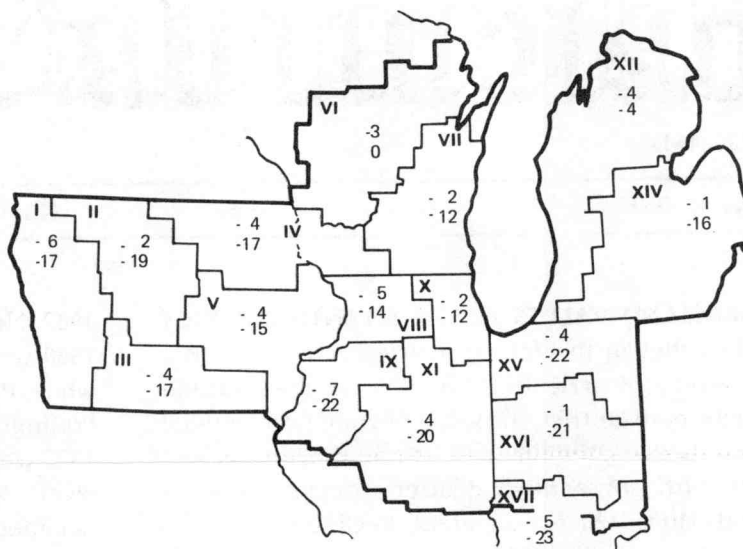 XII
- 4
- 4
VI
-3
0
VII
- 2
-12
XIV
- 1
-16
I
- 6
-17
II
- 2
- 19
- 4
-17
IV
V
- 4
- 15
III
- 4
- 17
- 5
- 14
VIII
X
- 2
- 12
IX
- 7
- 22
XI
- 4
- 20
XV
- 4
- 22
- 1
-21
XVI
XVII
- 5
- 23